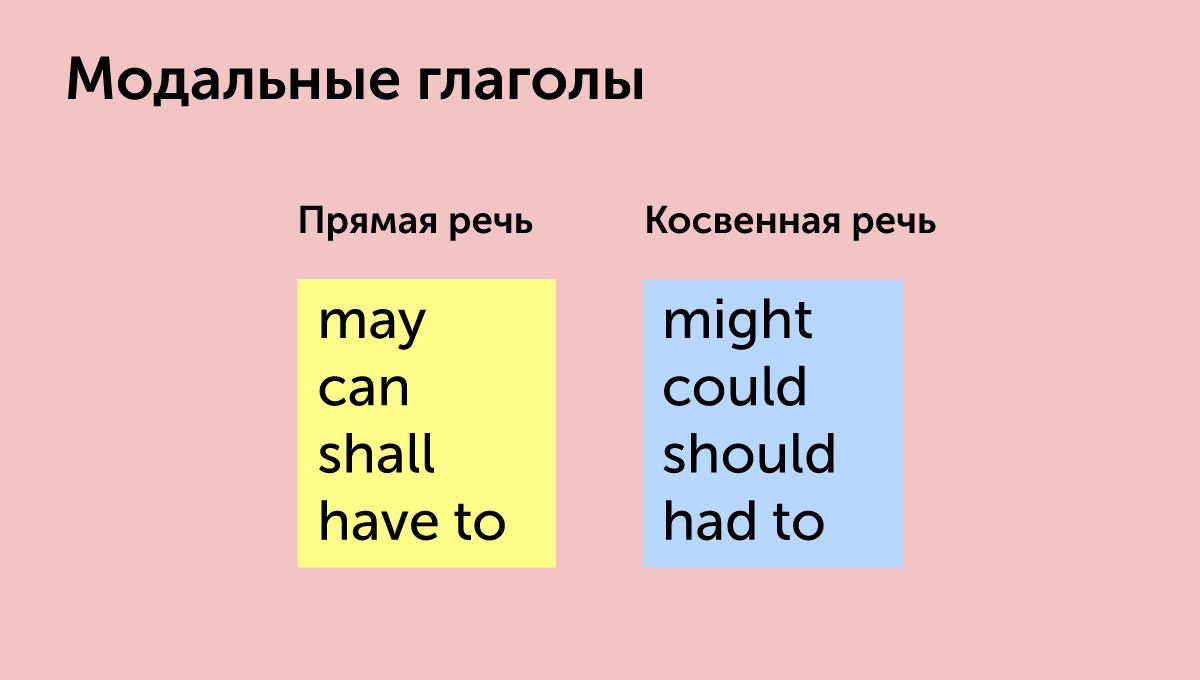 Модальные глаголы
Прямая речь
Косвенная речь
may
can
shall
have to
might
could
should
had to